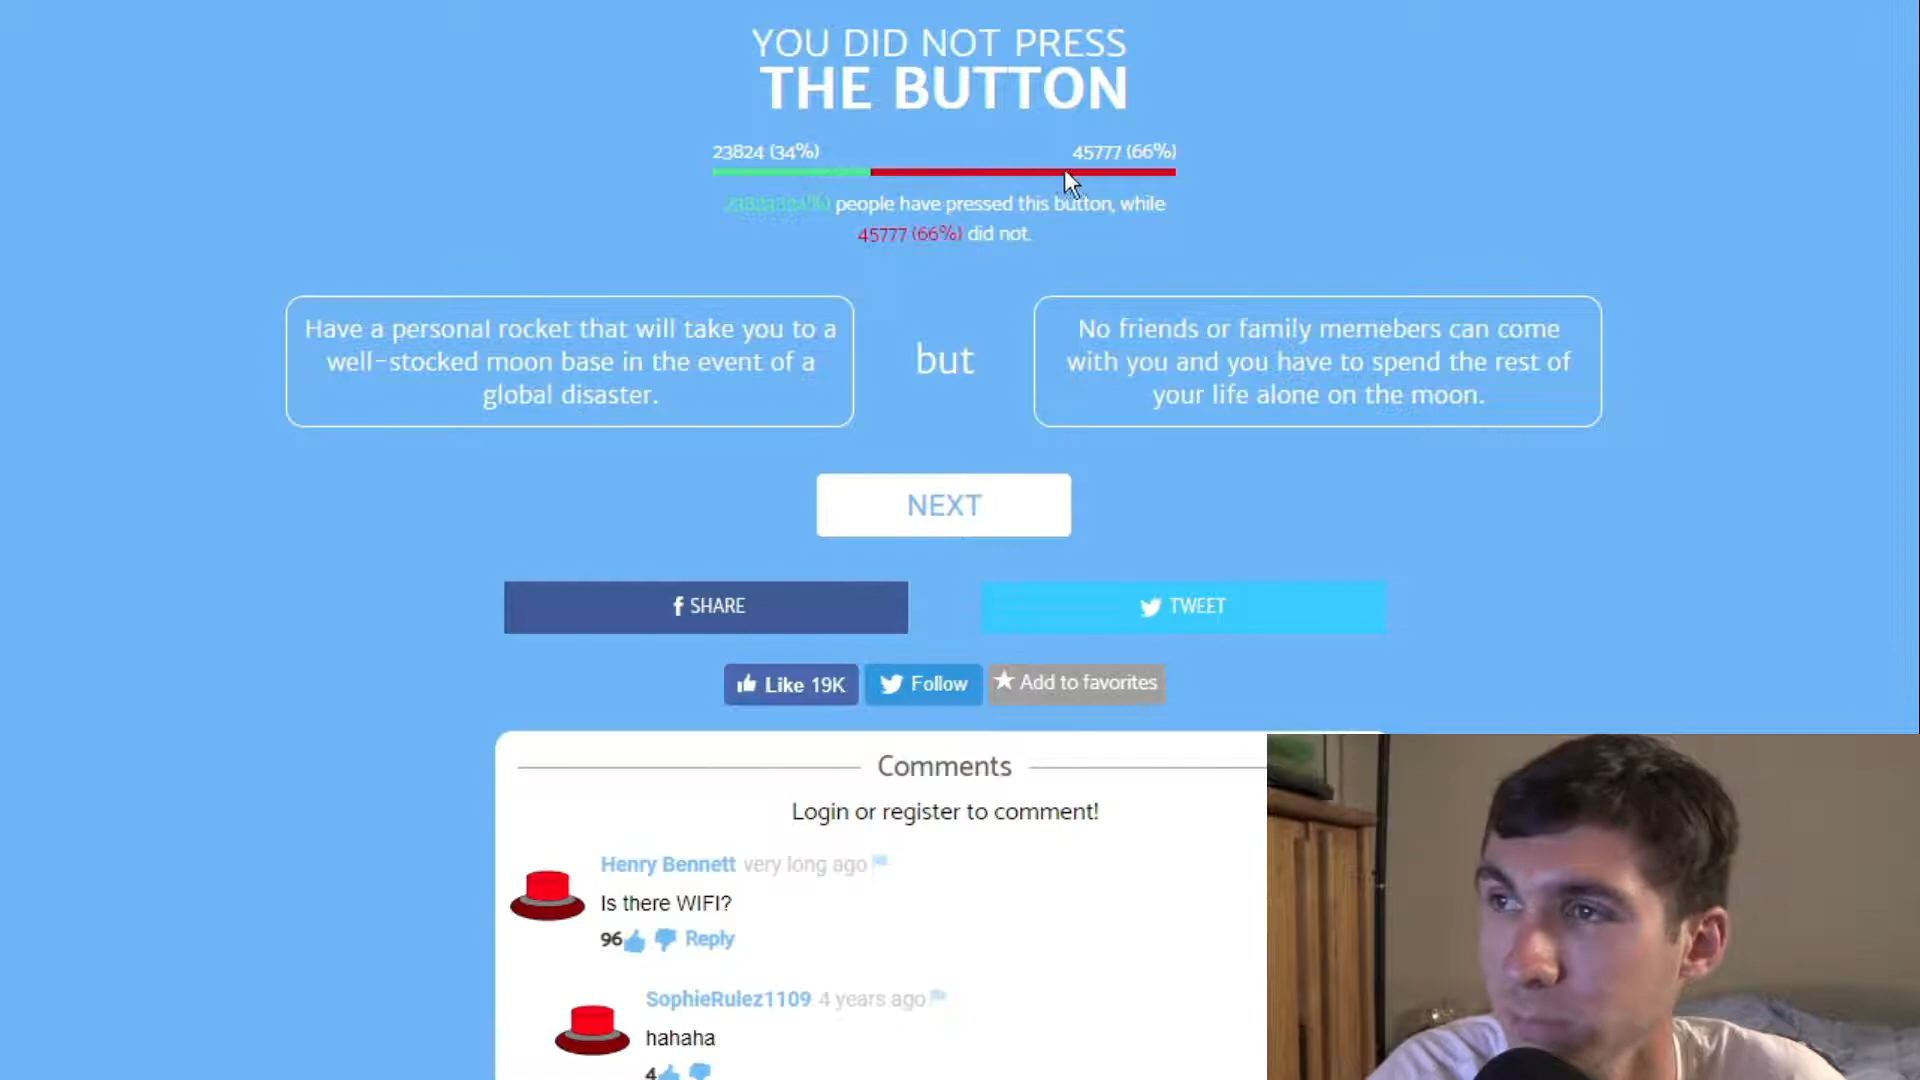 YOU DID NOT PRESS
THE BUTTON
23824 (34%) 45777 (66%)
people have pressed this button, while
45777 (66%) did not.
Have a personal rocket that will take you to a
well-stocked moon base in the event of a
global disaster.
but
No friends or family memebers can come
with you and you have to spend the rest of
your life alone on the moon.
NEXT
f SHARE
TWEET
Like 19K
Follow
Add to favorites
Comments
Login or register to comment!
Henry Bennett very long ago
Is there WIFI?
96 Reply
SophieRulez1109 4 years ago
hahaha
4